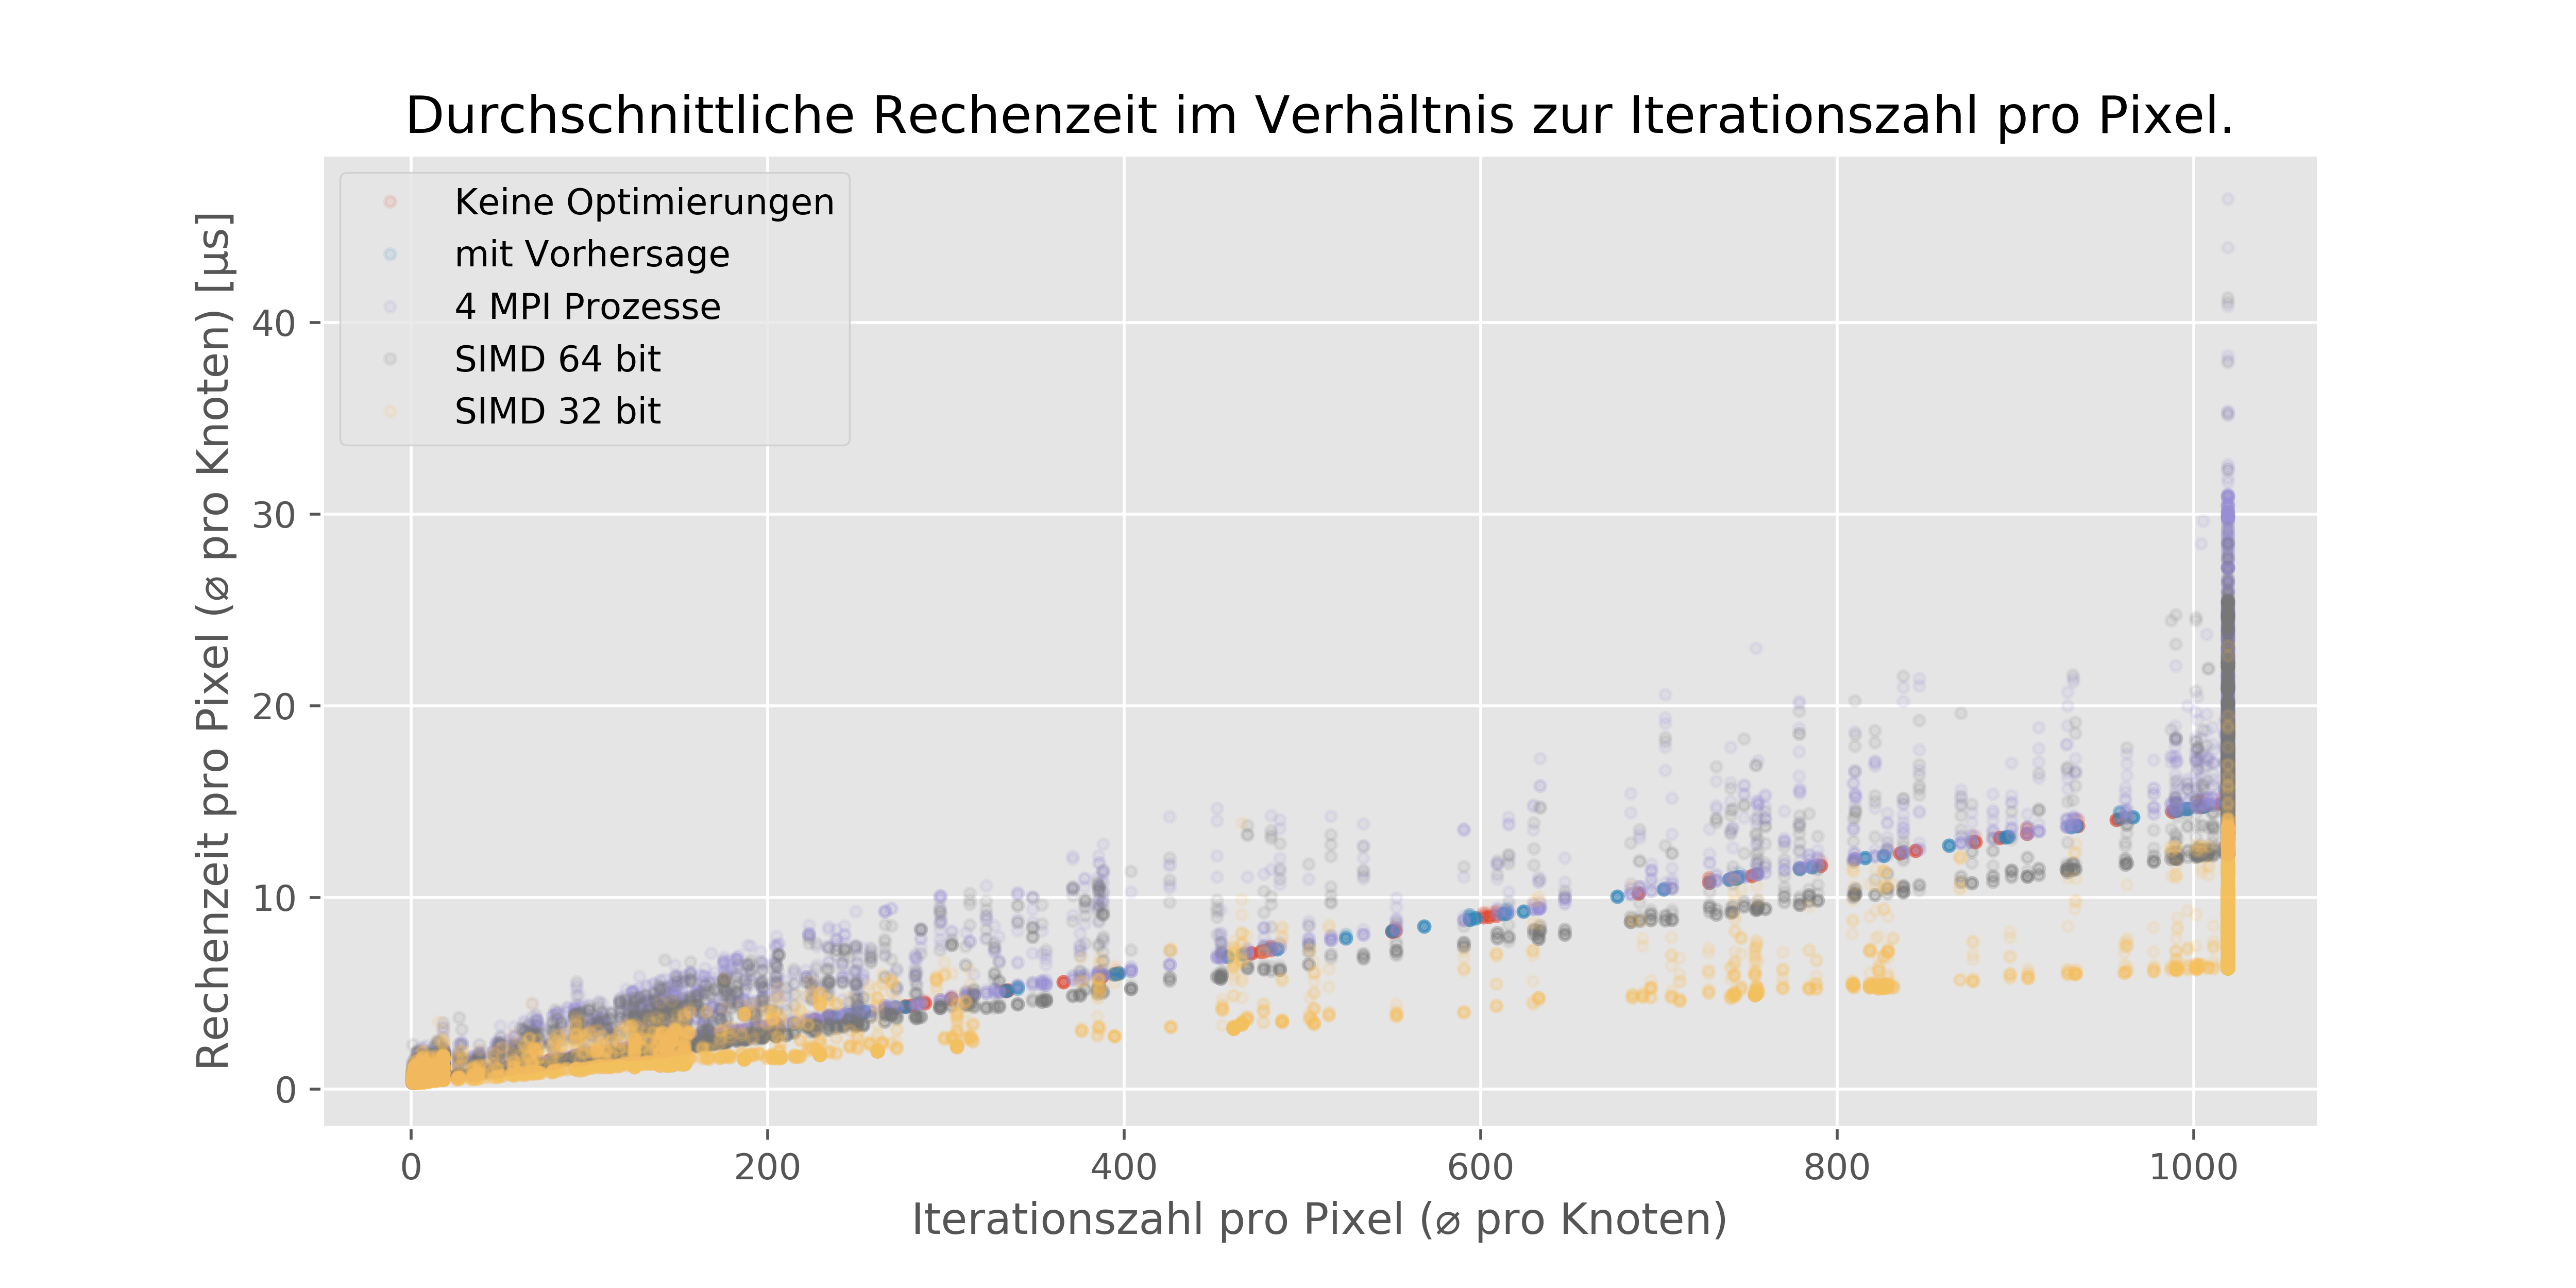 Durchschnittliche Rechenzeit im Verhältnis zur Iterationszahl pro Pixel.
Keine Optimierungen
mit Vorhersage
4 MPI Prozesse
SIMD 64 bit
SIMD 32 bit
Rechenzeit pro Pixel (⌀ pro Knoten) [µs]
40
30
20
10
0
0 200 400 600 800 1000
Iterationszahl pro Pixel (⌀ pro Knoten)